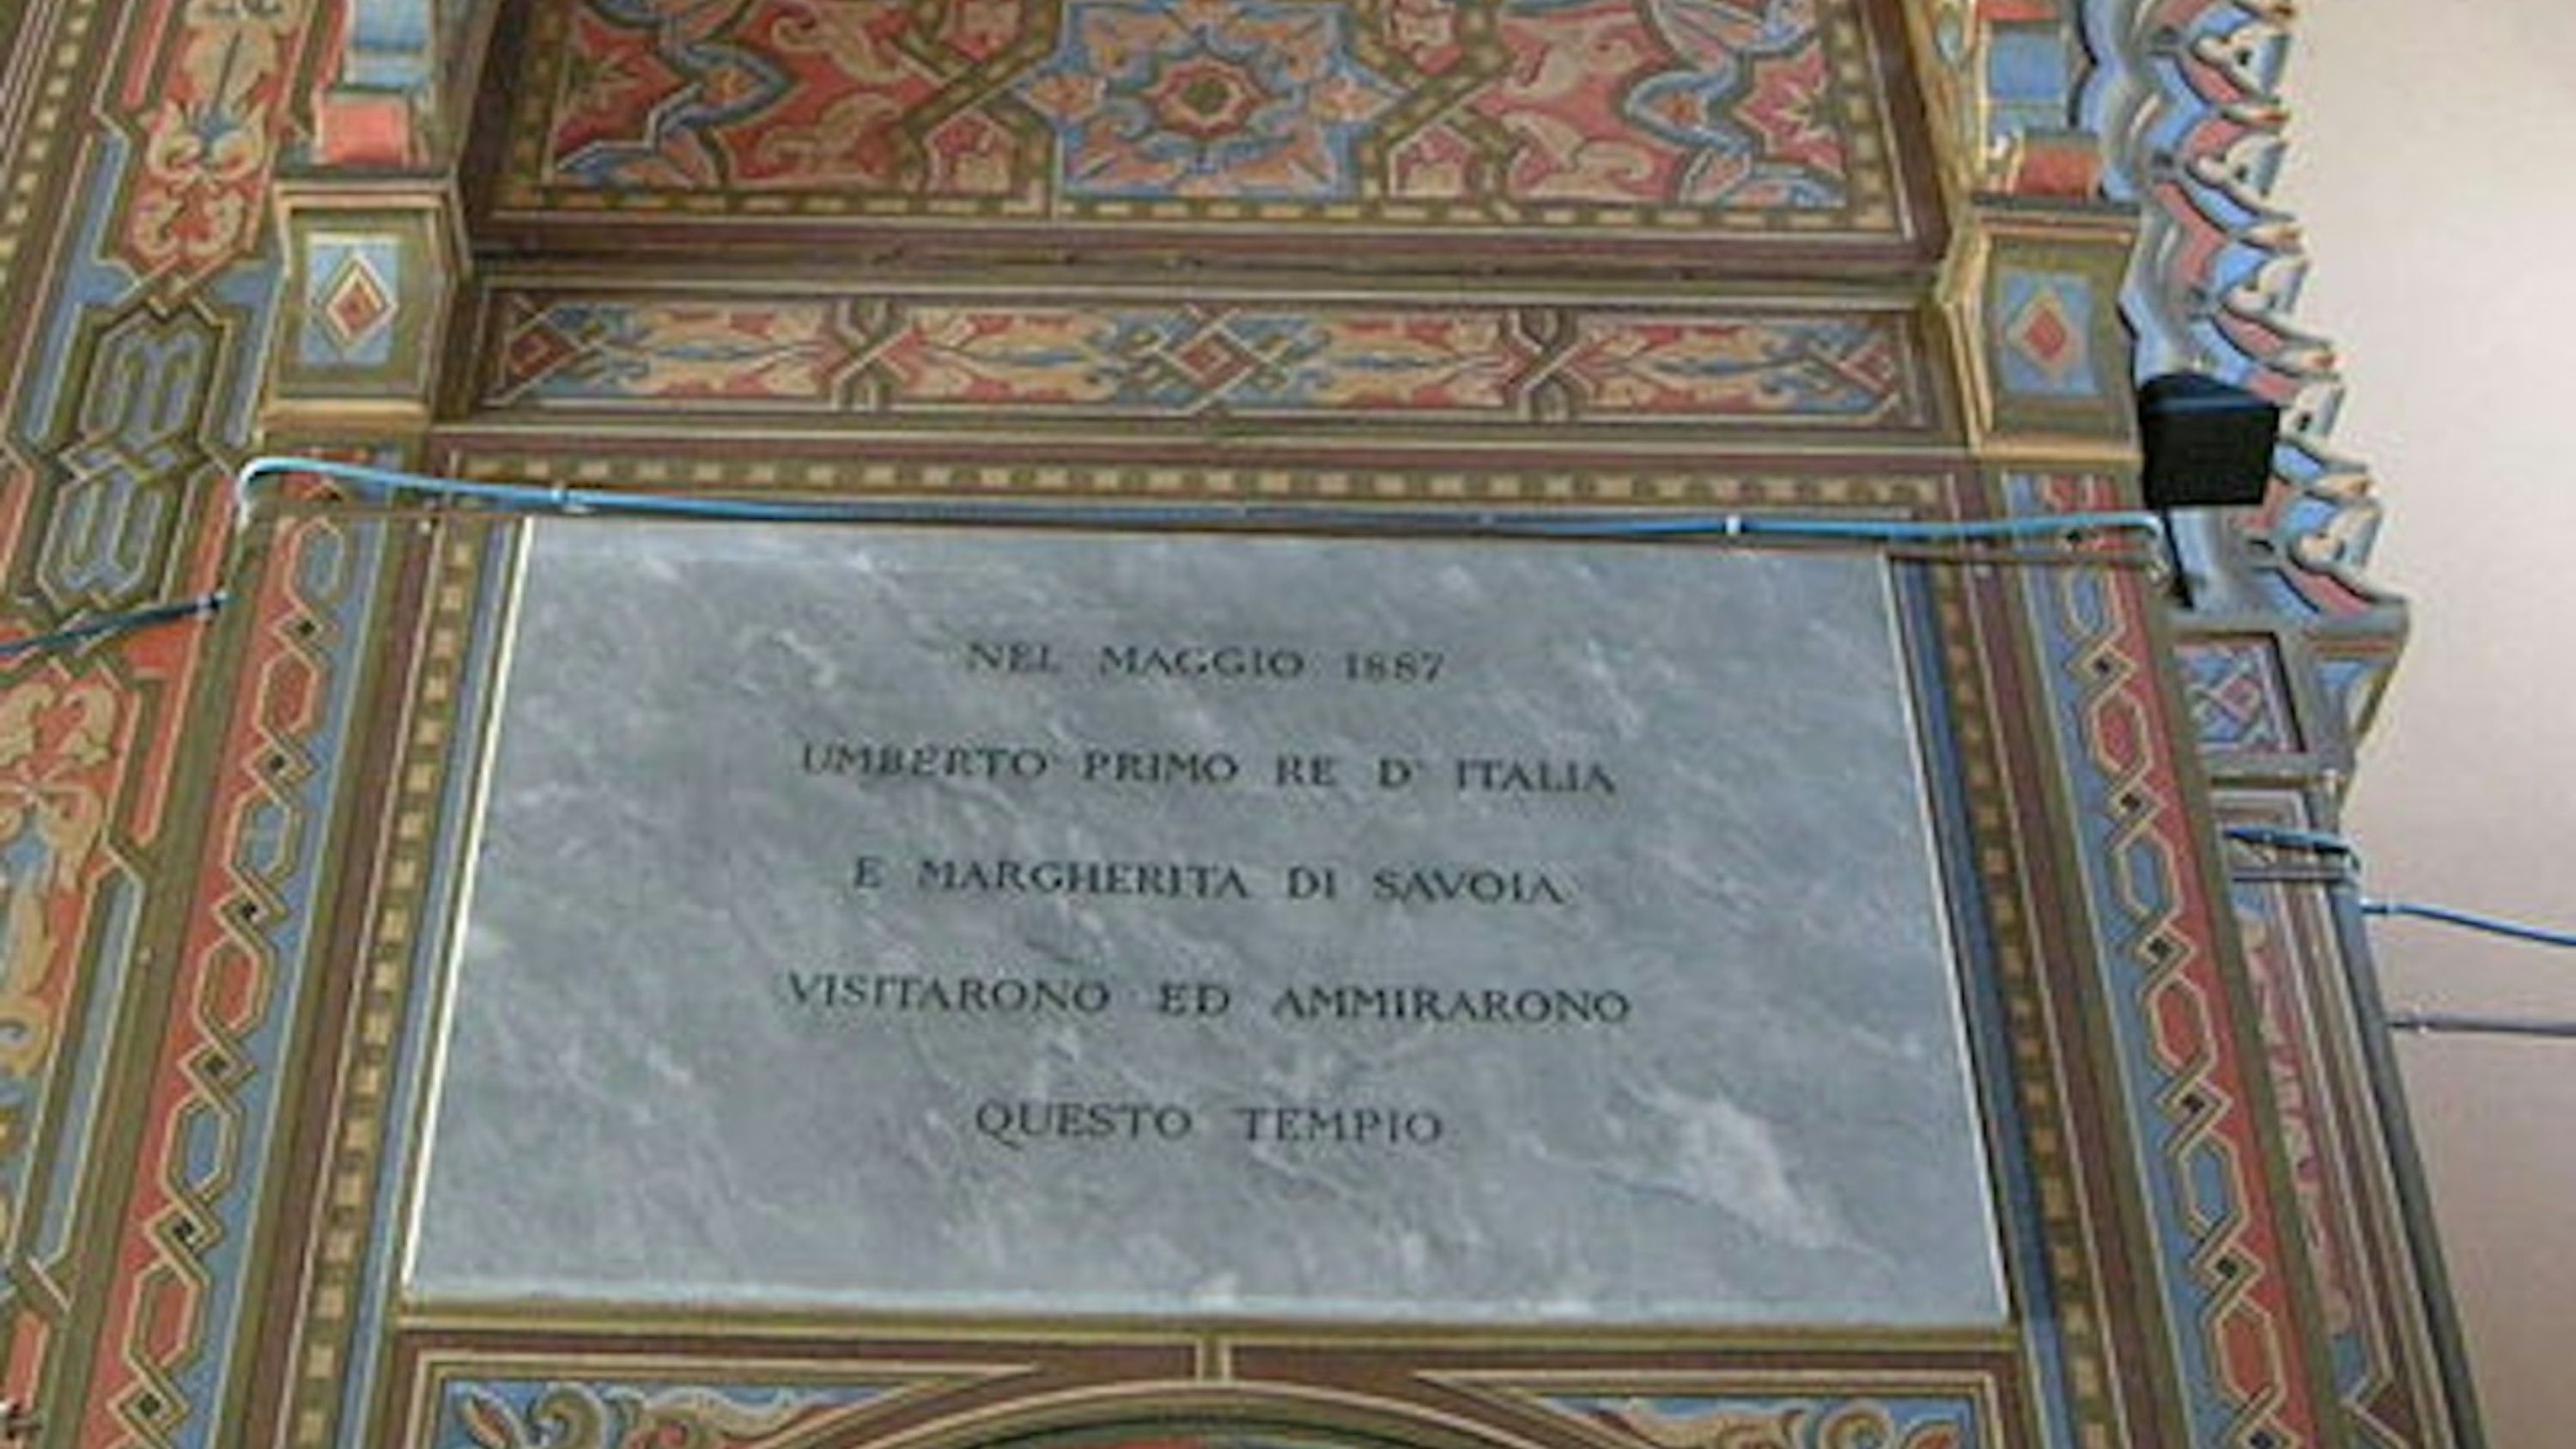 NEL MAGGIO 1887
UMBERTO PRIMO RE D' ITALIA
E MARGHERITA DI SAVOIA
VISITARONO ED AMMIRARONO
QUESTO TEMPIO